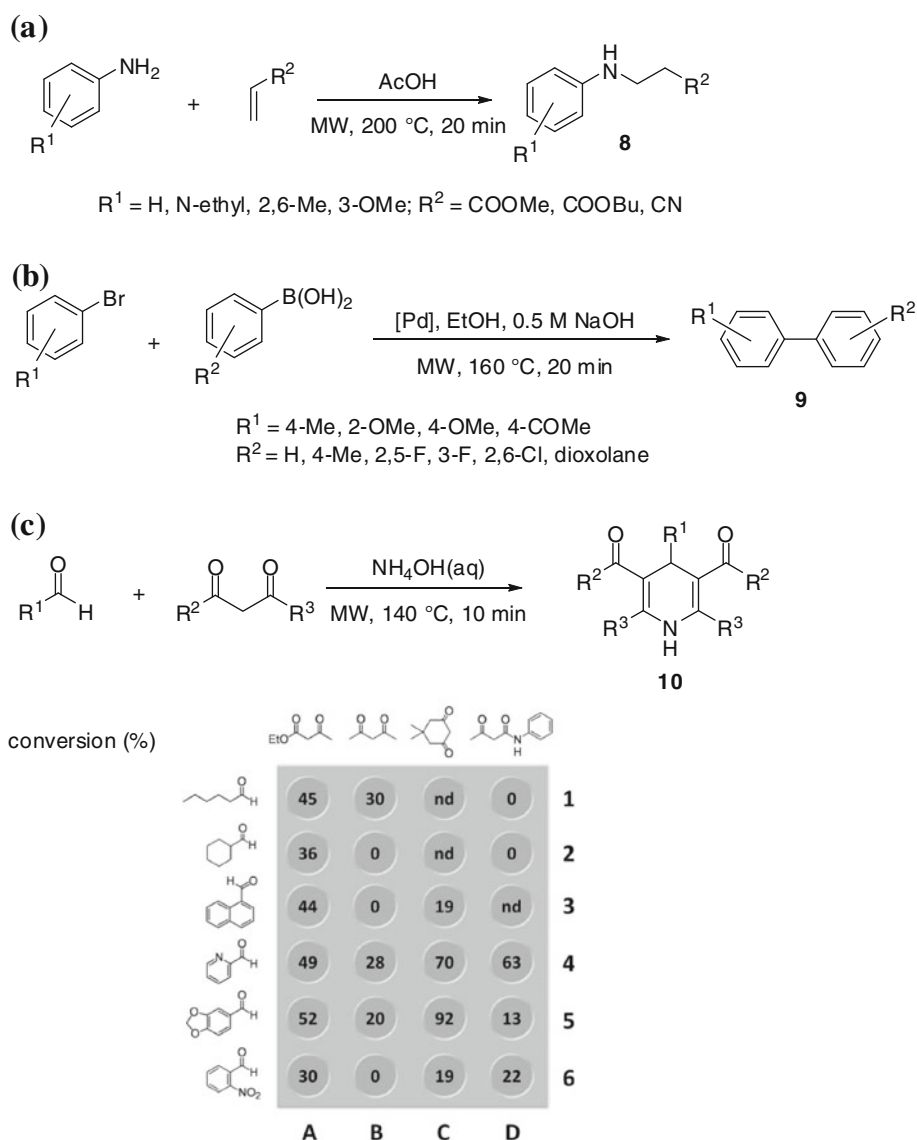 (a)
NH2
R1
+
R2
AcOH
MW, 200 °C, 20 min
H
N
R2
R1
8
R1 = H, N-ethyl, 2,6-Me, 3-OMe; R2 = COOMe, COOBu, CN
(b)
Br
R1
+
B(OH)2
R2
[Pd], EtOH, 0.5 M NaOH
MW, 160 °C, 20 min
R1
R2
9
R1 = 4-Me, 2-OMe, 4-OMe, 4-COMe
R2 = H, 4-Me, 2,5-F, 3-F, 2,6-Cl, dioxolane
(c)
O
R1
H
+
O O
R2 R3
NH4OH(aq)
MW, 140 °C, 10 min
O R1 O
R2 R2
R3 N R3
H
10
conversion (%)
O O
EtO
O O
O
O
O O
N
H
O
H
45 30 nd 0 1
O
H
36 0 nd 0 2
H O
44 0 19 nd 3
N O
H
49 28 70 63 4
O
O H
O
52 20 92 13 5
O
H
NO2
30 0 19 22 6
A B C D